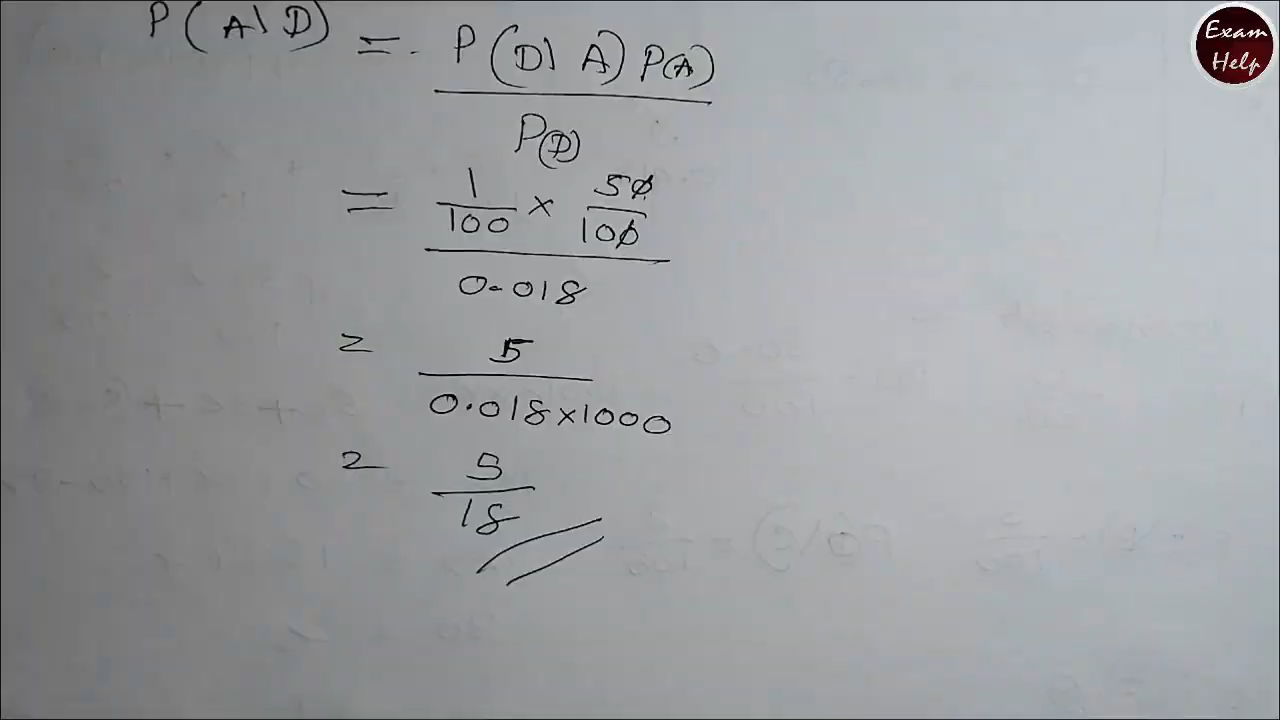 P(A\D) = P(D\A)P(A)
P(D)
= 1/100 × 50/100
0.018
= 5
0.018×1000
= 5
18
Exam
Help